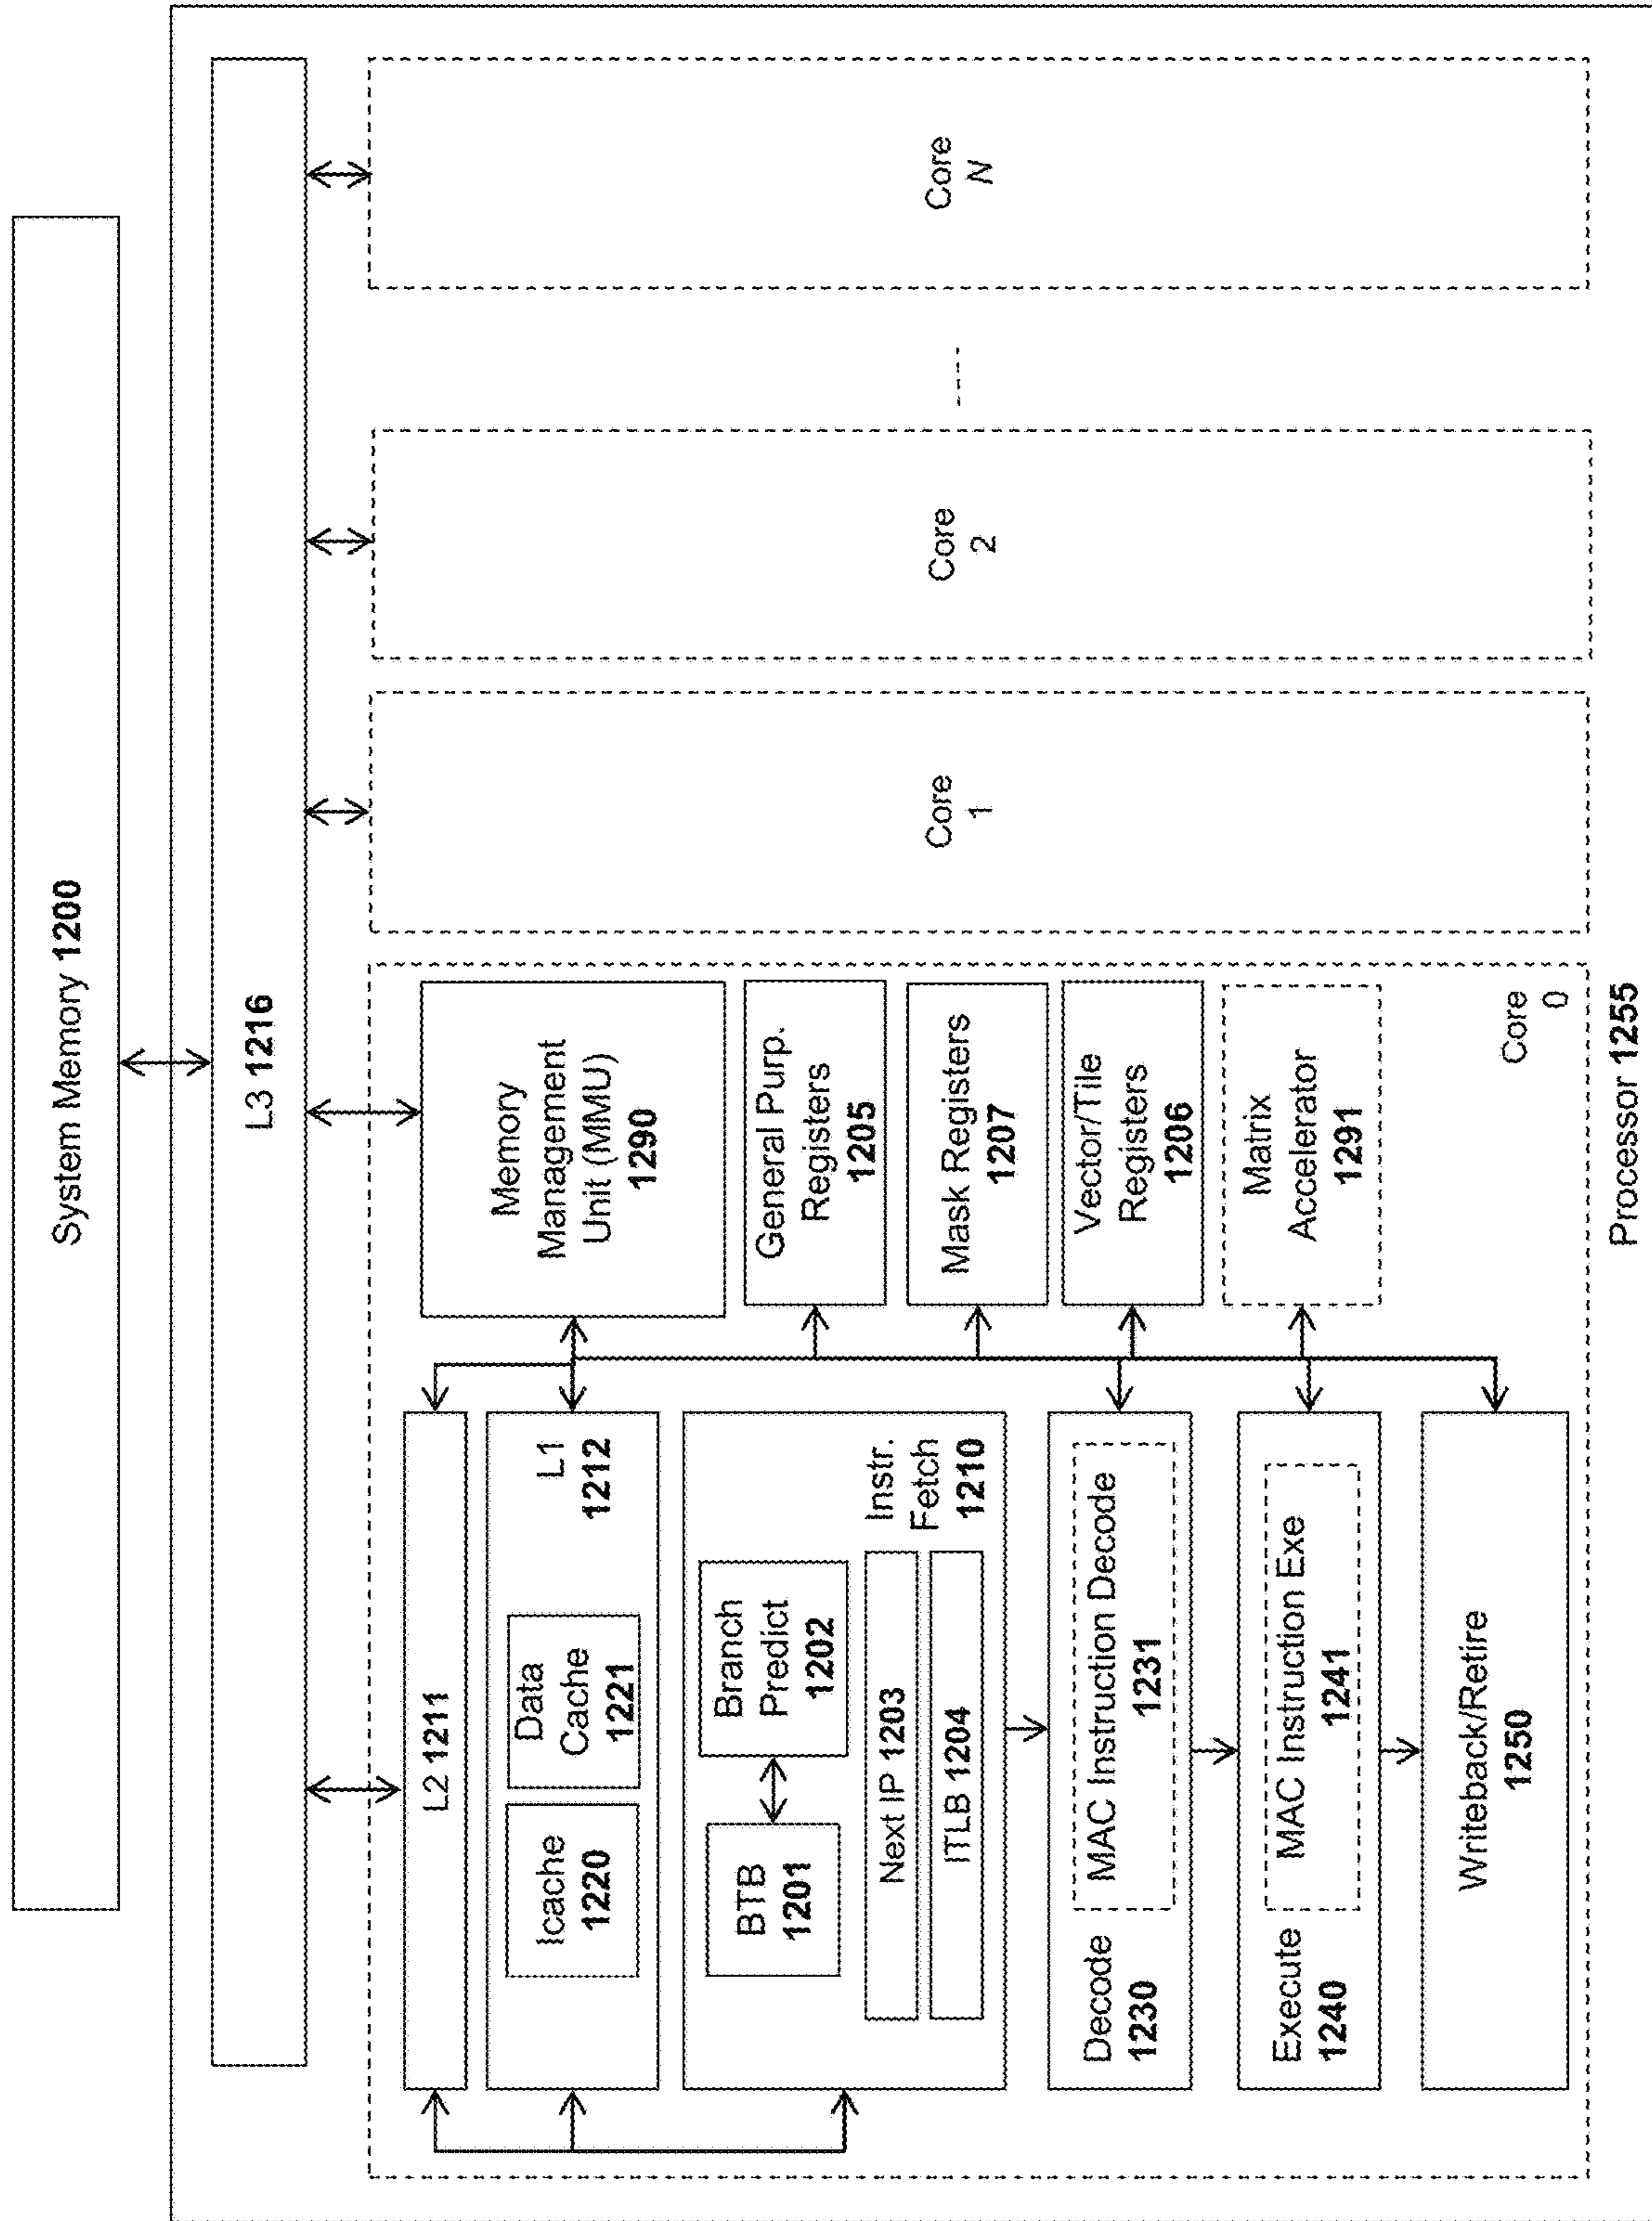 System Memory 1200
L3 1216
L2 1211
Icache
1220
Data
Cache
1221
L1
1212
BTB
1201
Branch
Predict
1202
Next IP 1203
ITLB 1204
Instr.
Fetch
1210
Decode
1230
MAC Instruction Decode
1231
Execute
1240
MAC Instruction Exe
1241
Writeback/Retire
1250
Memory
Management
Unit (MMU)
1290
General Purp.
Registers
1205
Mask Registers
1207
Vector/Tile
Registers
1206
Matrix
Accelerator
1291
Core
0
Core
1
Core
2
Core
N
Processor 1255